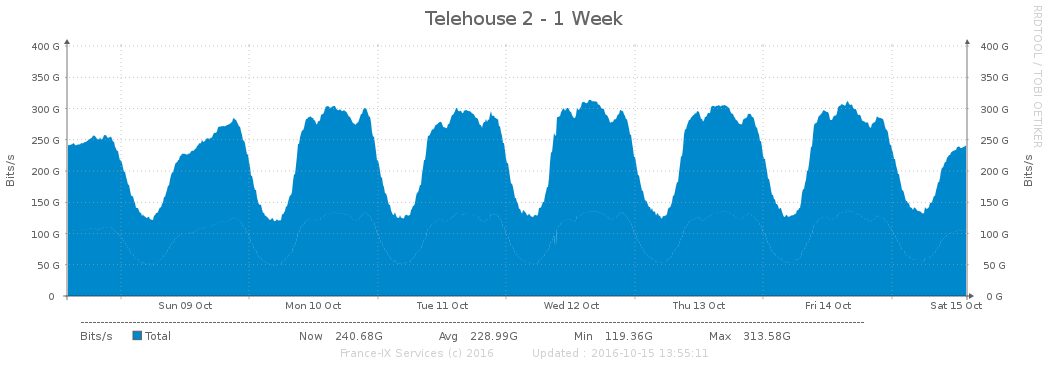 Telehouse 2 - 1 Week
RRDTOOL / TOBI OETIKER
400 G 400 G
350 G 350 G
300 G 300 G
250 G 250 G
200 G 200 G
150 G 150 G
100 G 100 G
50 G 50 G
0 0 G
Bits/s
Bits/s
Sun 09 Oct Mon 10 Oct Tue 11 Oct Wed 12 Oct Thu 13 Oct Fri 14 Oct Sat 15 Oct
Bits/s Total Now 240.68G Avg 228.99G Min 119.36G Max 313.58G
France-IX Services (c) 2016 Updated : 2016-10-15 13:55:11